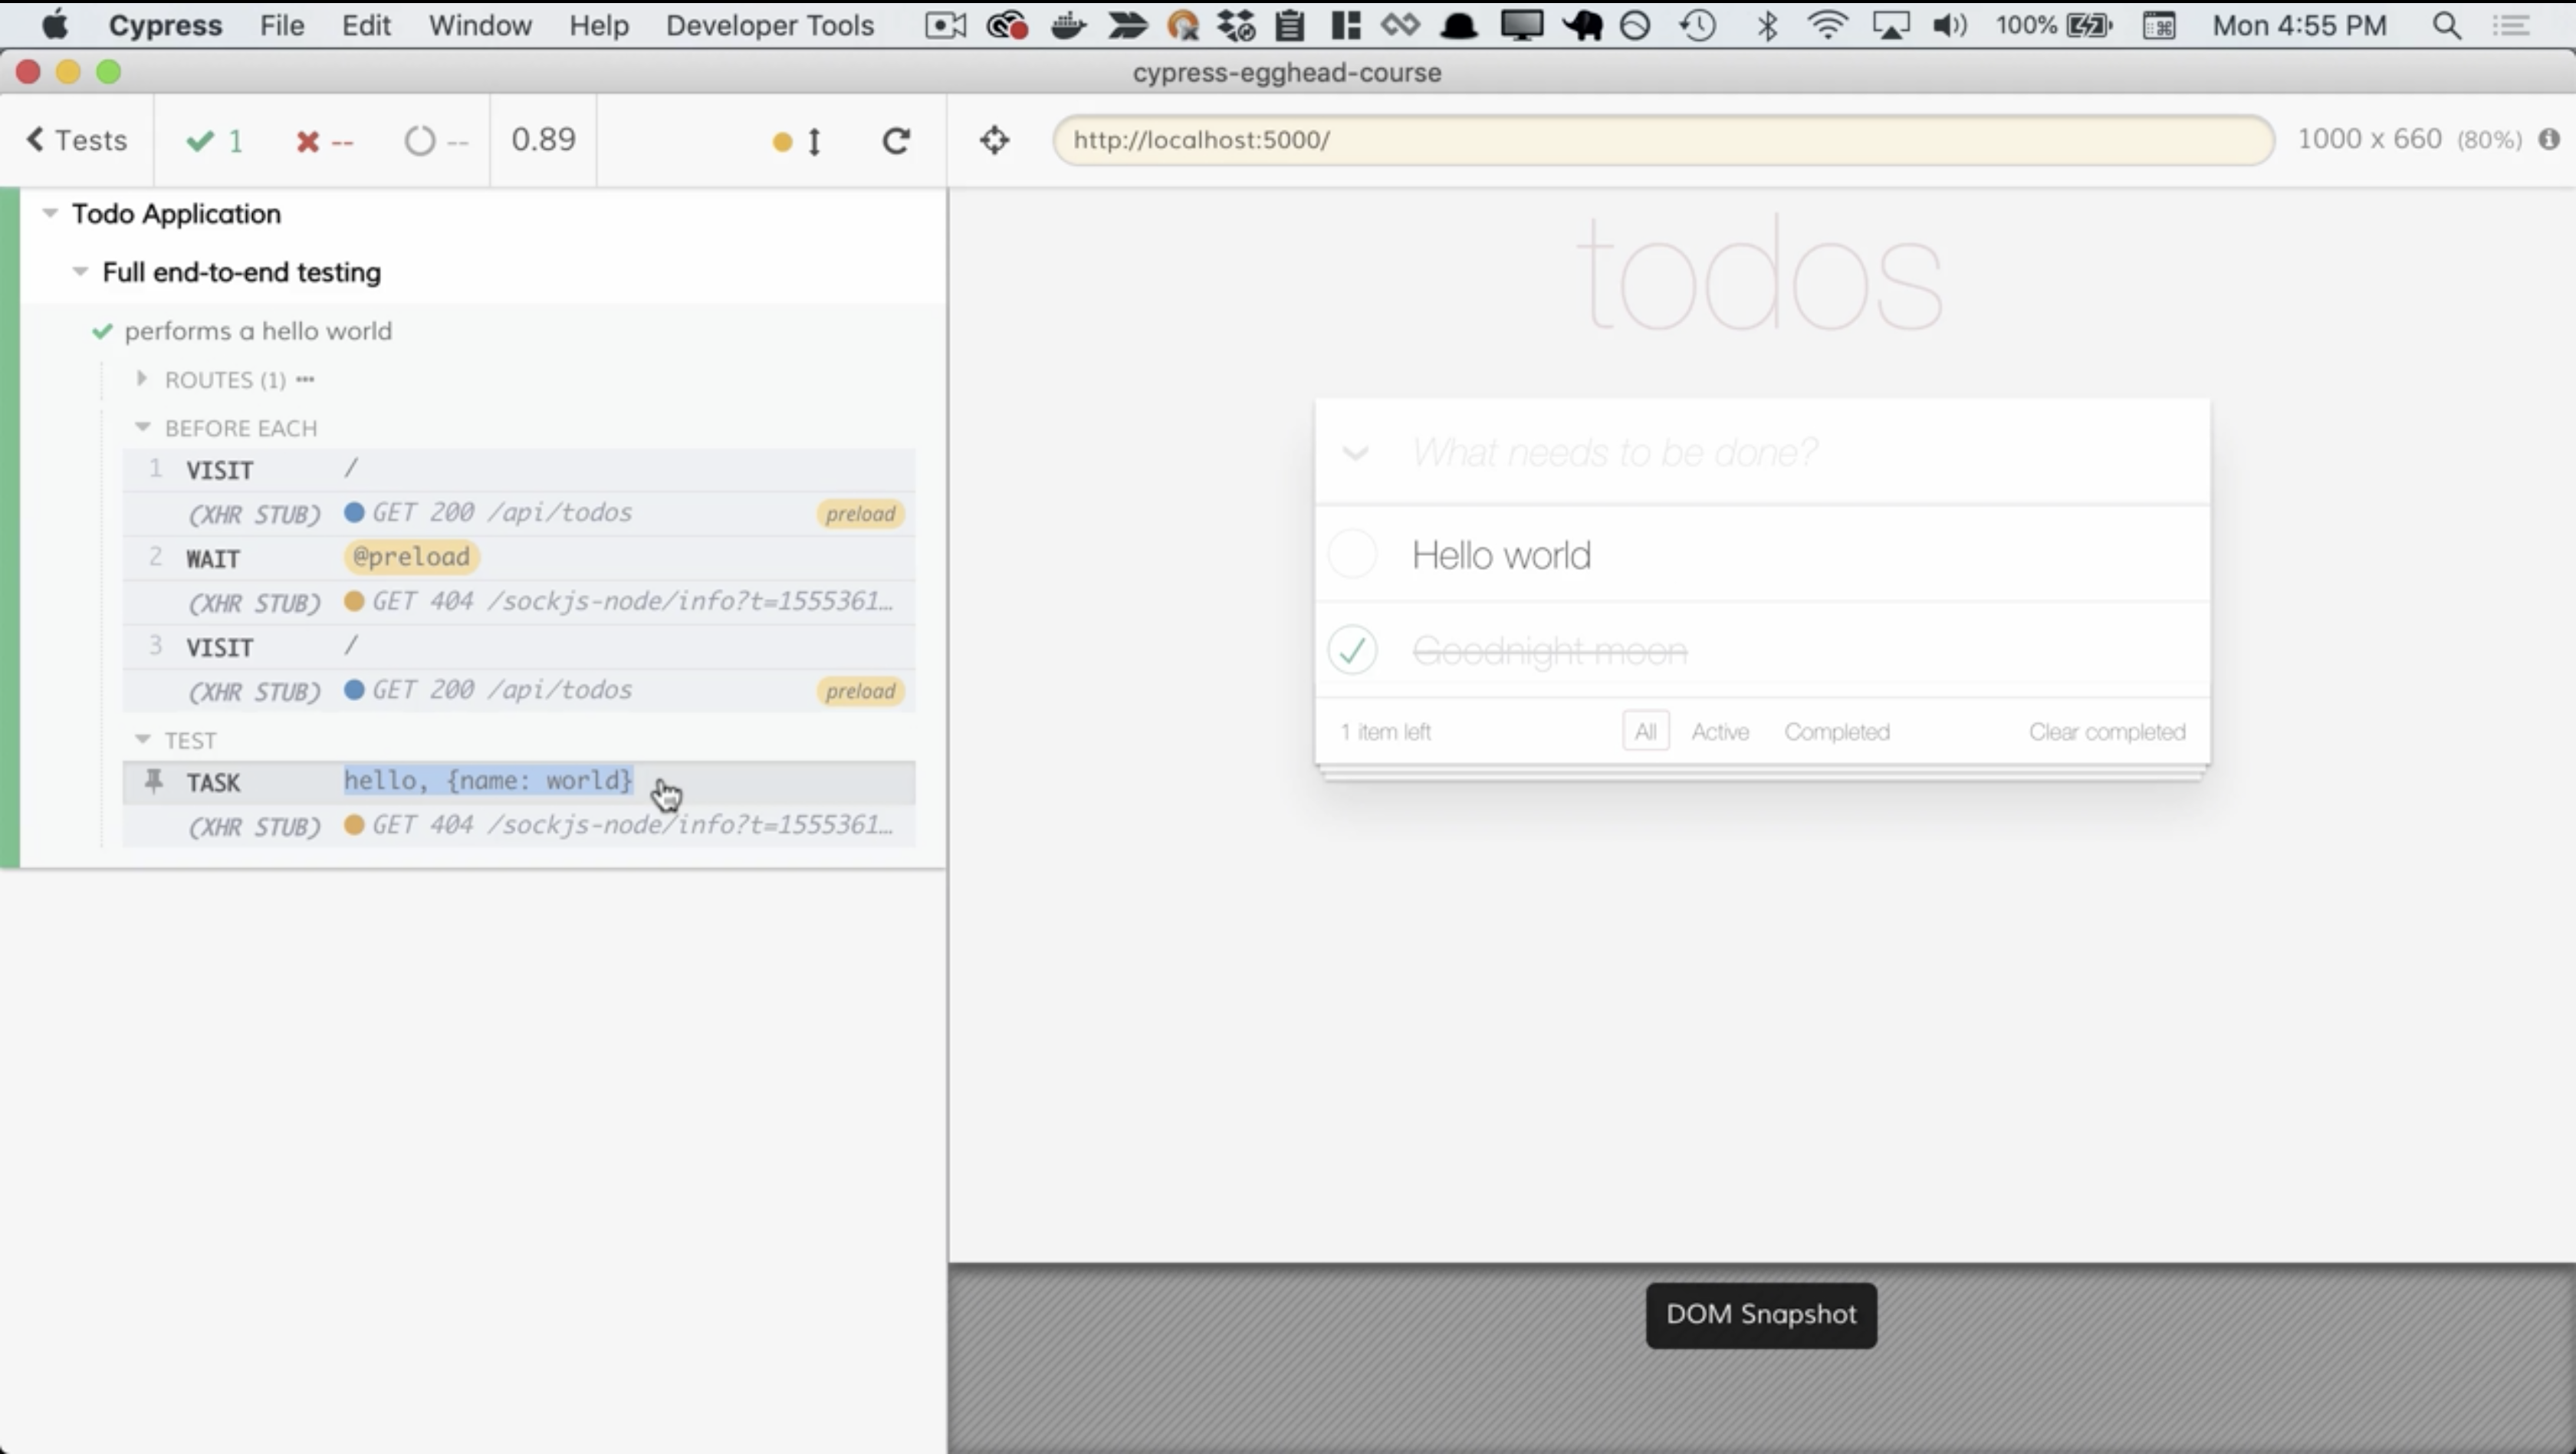 Cypress File Edit Window Help Developer Tools 100% Mon 4:55 PM
cypress-egghead-course
Tests 1 -- -- 0.89 http://localhost:5000/ 1000 x 660 (80%)
Todo Application
Full end-to-end testing
performs a hello world
ROUTES (1)
BEFORE EACH
1 VISIT /
(XHR STUB) GET 200 /api/todos preload
2 WAIT @preload
(XHR STUB) GET 404 /sockjs-node/info?t=1555361…
3 VISIT /
(XHR STUB) GET 200 /api/todos preload
TEST
TASK hello, {name: world}
(XHR STUB) GET 404 /sockjs-node/info?t=1555361…
todos
What needs to be done?
Hello world
Goodnight moon
1 item left All Active Completed Clear completed
DOM Snapshot